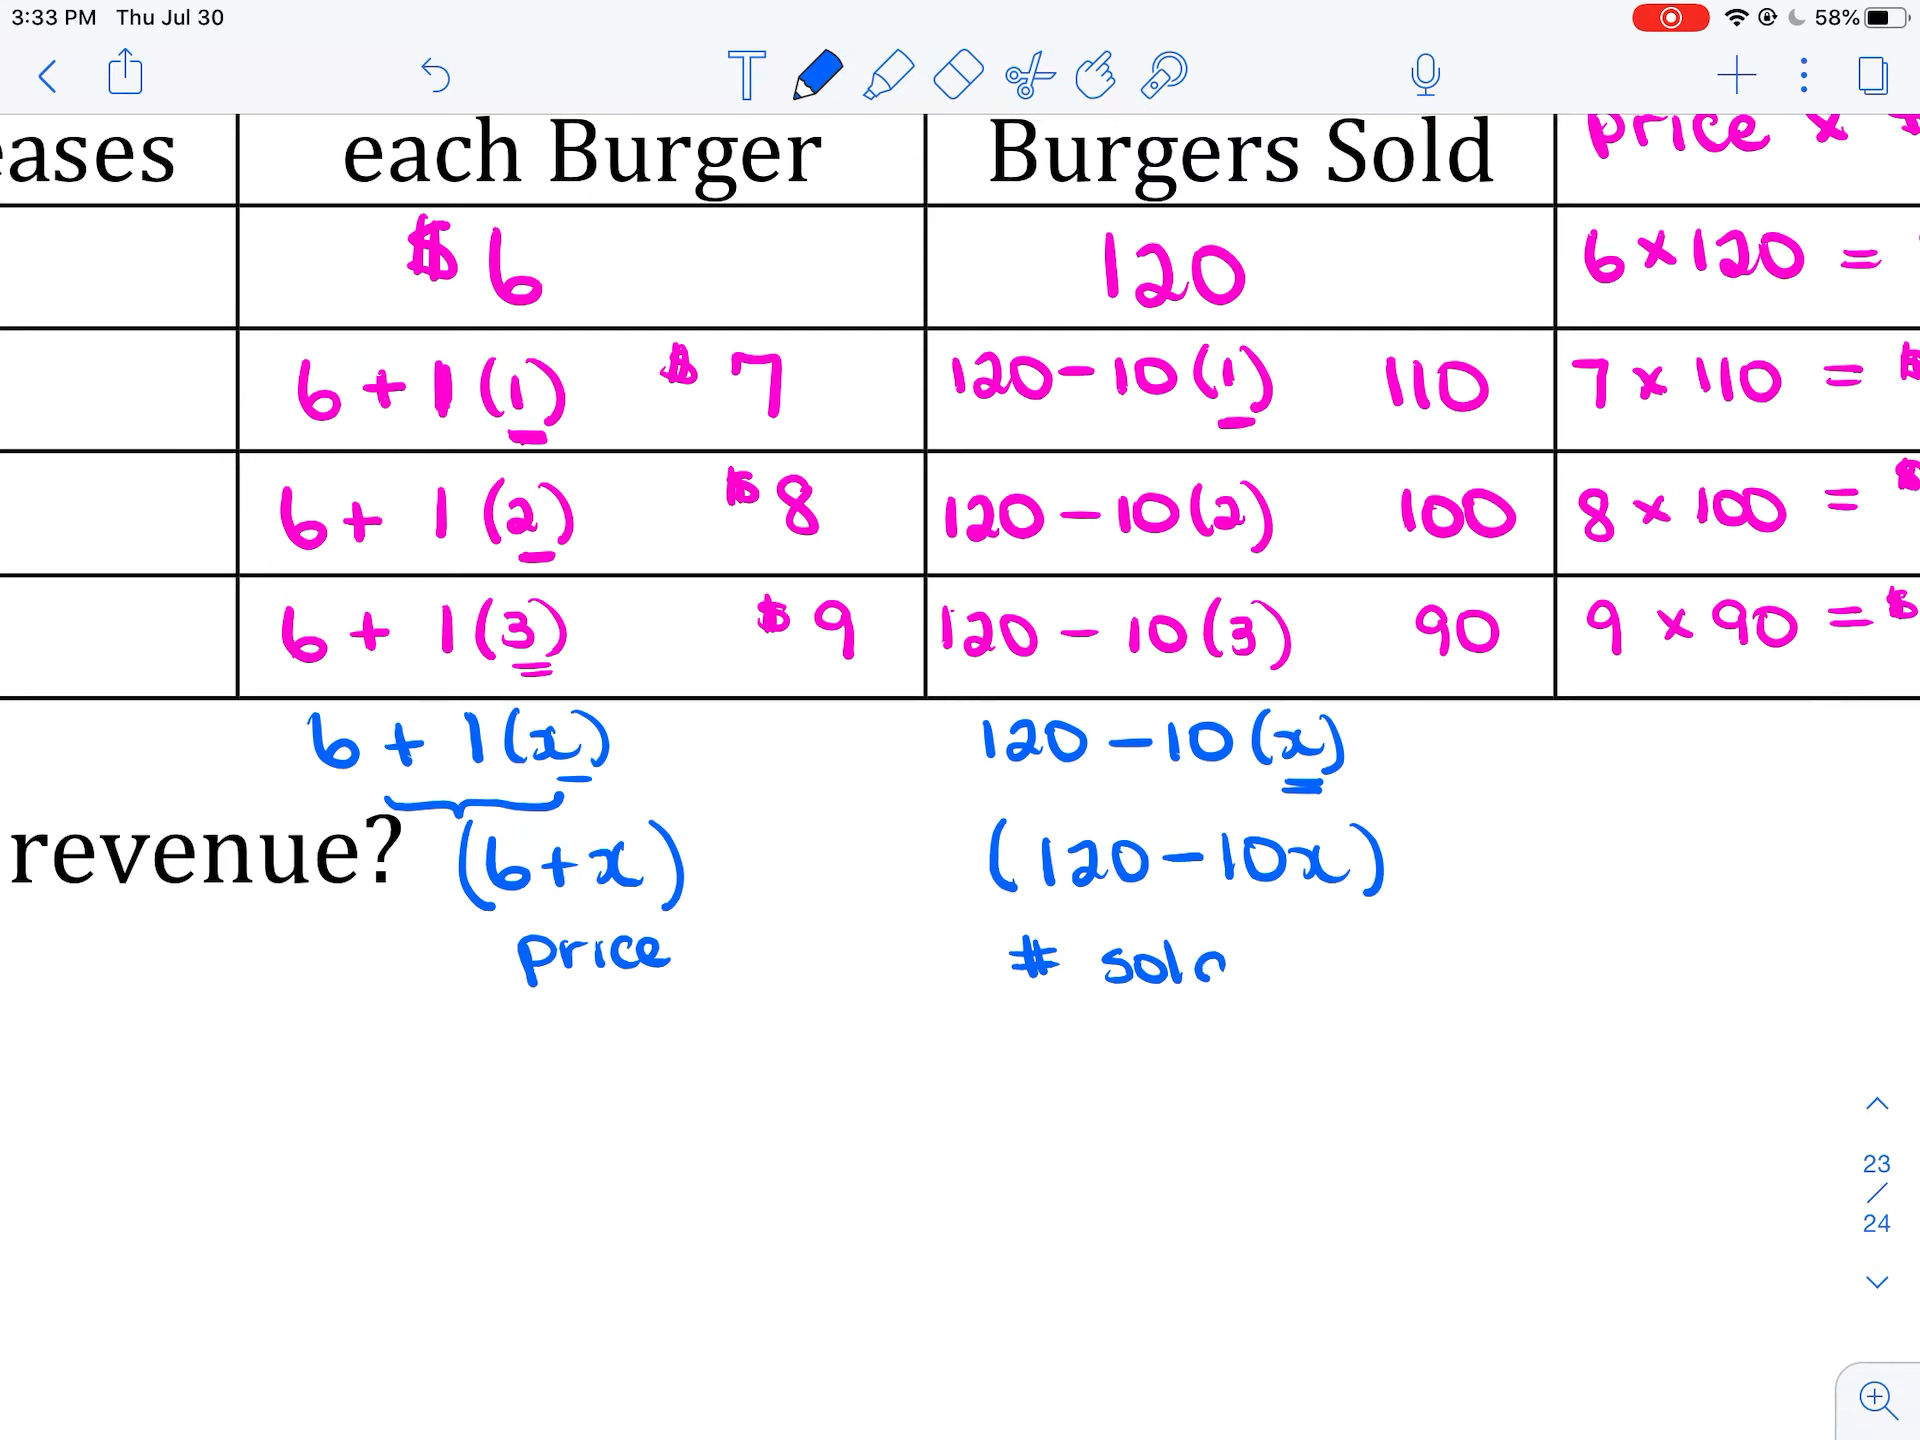 3:33 PM Thu Jul 30 58%
eases each Burger Burgers Sold price x
$6 120 6 x 120 =
6 + 1(1) $7 120 - 10(1) 110 7 x 110 = $
6 + 1(2) $8 120 - 10(2) 100 8 x 100 = $
6 + 1(3) $9 120 - 10(3) 90 9 x 90 = $
6 + 1(x) 120 - 10(x)
revenue? (6+x) (120-10x)
price # sol
23
/
24